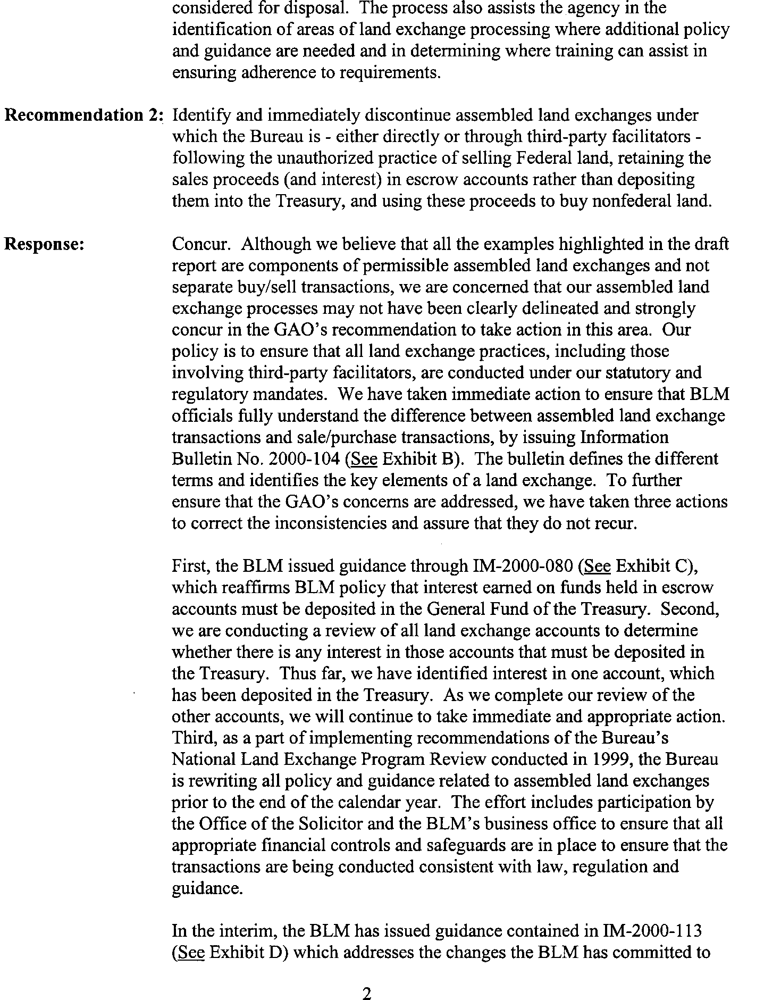 considered for disposal. The process also assists the agency in the
identification of areas of land exchange processing where additional policy
and guidance are needed and in determining where training can assist in
ensuring adherence to requirements.
Recommendation 2: Identify and immediately discontinue assembled land exchanges under
which the Bureau is - either directly or through third-party facilitators -
following the unauthorized practice of selling Federal land, retaining the
sales proceeds (and interest) in escrow accounts rather than depositing
them into the Treasury, and using these proceeds to buy nonfederal land.
Response: Concur. Although we believe that all the examples highlighted in the draft
report are components of permissible assembled land exchanges and not
separate buy/sell transactions, we are concerned that our assembled land
exchange processes may not have been clearly delineated and strongly
concur in the GAO's recommendation to take action in this area. Our
policy is to ensure that all land exchange practices, including those
involving third-party facilitators, are conducted under our statutory and
regulatory mandates. We have taken immediate action to ensure that BLM
officials fully understand the difference between assembled land exchange
transactions and sale/purchase transactions, by issuing Information
Bulletin No. 2000-104 (See Exhibit B). The bulletin defines the different
terms and identifies the key elements of a land exchange. To further
ensure that the GAO's concerns are addressed, we have taken three actions
to correct the inconsistencies and assure that they do not recur.
First, the BLM issued guidance through IM-2000-080 (See Exhibit C),
which reaffirms BLM policy that interest earned on funds held in escrow
accounts must be deposited in the General Fund of the Treasury. Second,
we are conducting a review of all land exchange accounts to determine
whether there is any interest in those accounts that must be deposited in
the Treasury. Thus far, we have identified interest in one account, which
has been deposited in the Treasury. As we complete our review of the
other accounts, we will continue to take immediate and appropriate action.
Third, as a part of implementing recommendations of the Bureau's
National Land Exchange Program Review conducted in 1999, the Bureau
is rewriting all policy and guidance related to assembled land exchanges
prior to the end of the calendar year. The effort includes participation by
the Office of the Solicitor and the BLM's business office to ensure that all
appropriate financial controls and safeguards are in place to ensure that the
transactions are being conducted consistent with law, regulation and
guidance.
In the interim, the BLM has issued guidance contained in IM-2000-113
(See Exhibit D) which addresses the changes the BLM has committed to
2